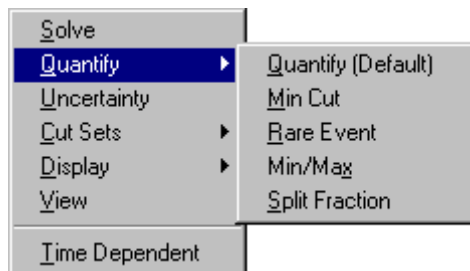 Solve
Quantify
Uncertainty
Cut Sets
Display
View
Time Dependent
Quantify (Default)
Min Cut
Rare Event
Min/Max
Split Fraction